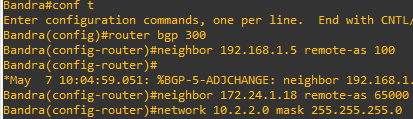 Bandra#conf t
Enter configuration commands, one per line.  End with CNTL/
Bandra(config)#router bgp 300
Bandra(config-router)#neighbor 192.168.1.5 remote-as 100
Bandra(config-router)#
*May  7 10:04:59.051: %BGP-5-ADJCHANGE: neighbor 192.168.1.
Bandra(config-router)#neighbor 172.24.1.18 remote-as 65000
Bandra(config-router)#network 10.2.2.0 mask 255.255.255.0